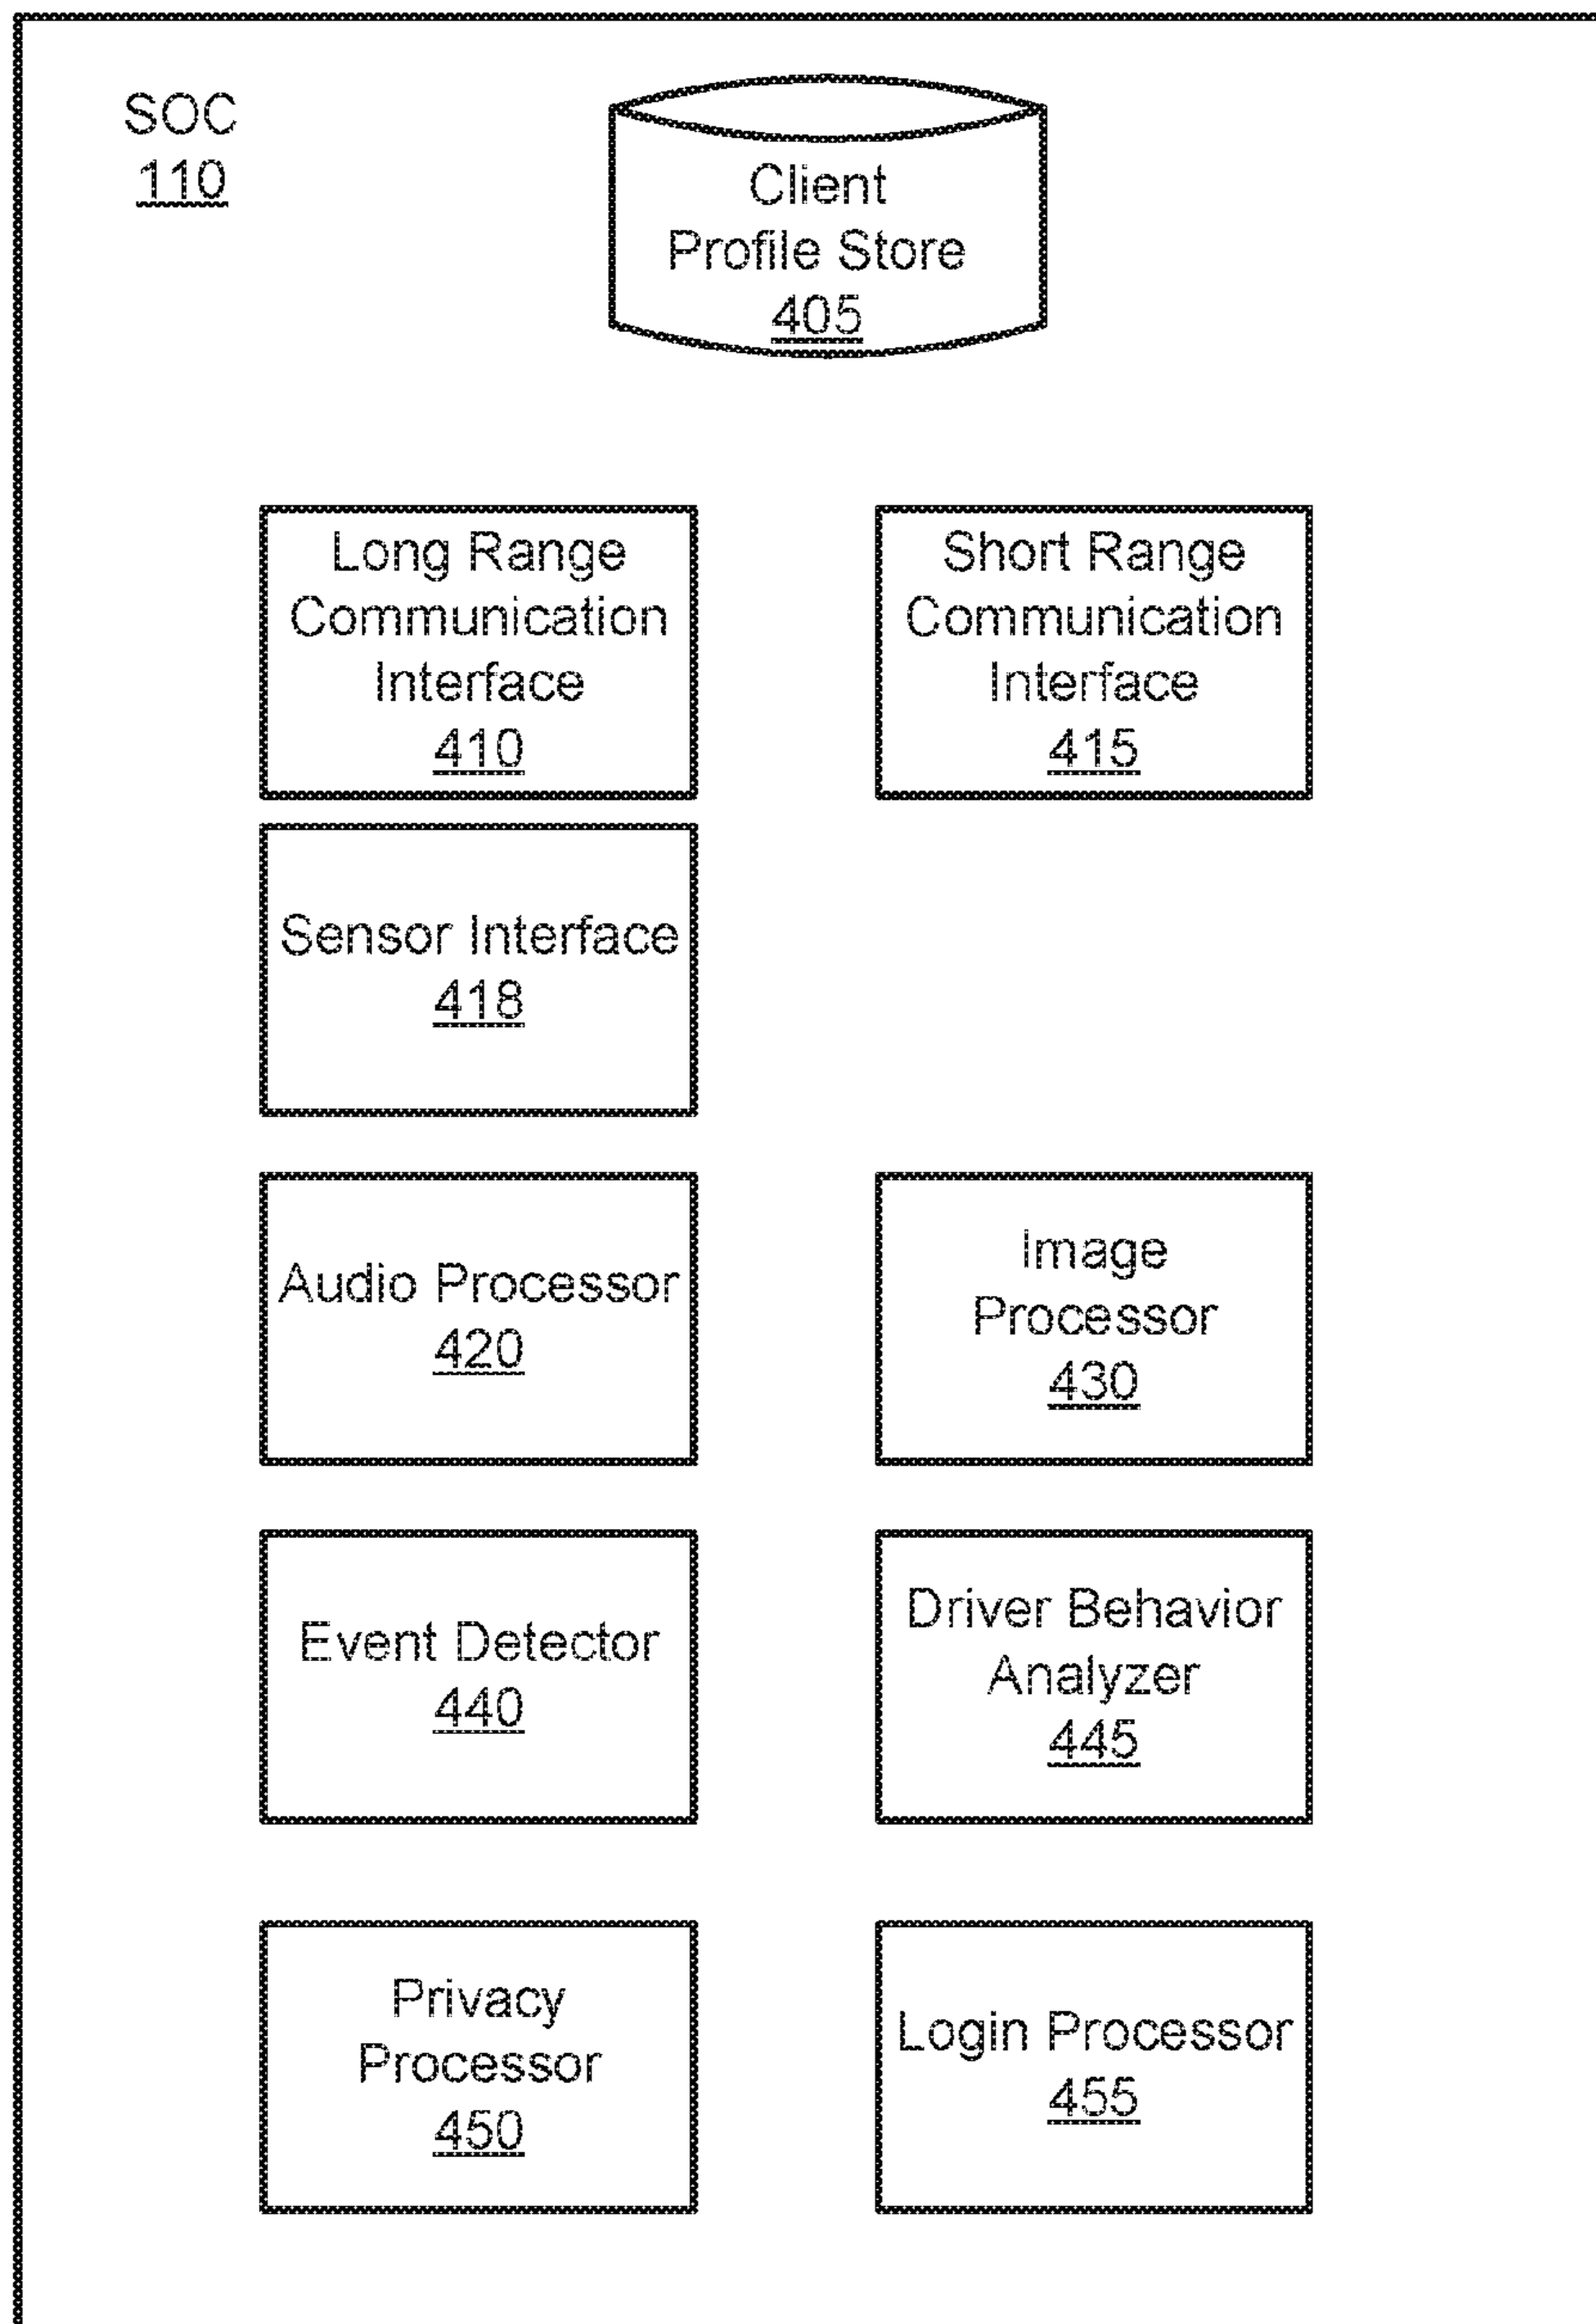 SOC
110
Client
Profile Store
405
Long Range
Communication
Interface
410
Short Range
Communication
Interface
415
Sensor Interface
418
Audio Processor
420
Image
Processor
430
Event Detector
440
Driver Behavior
Analyzer
445
Privacy
Processor
450
Login Processor
455